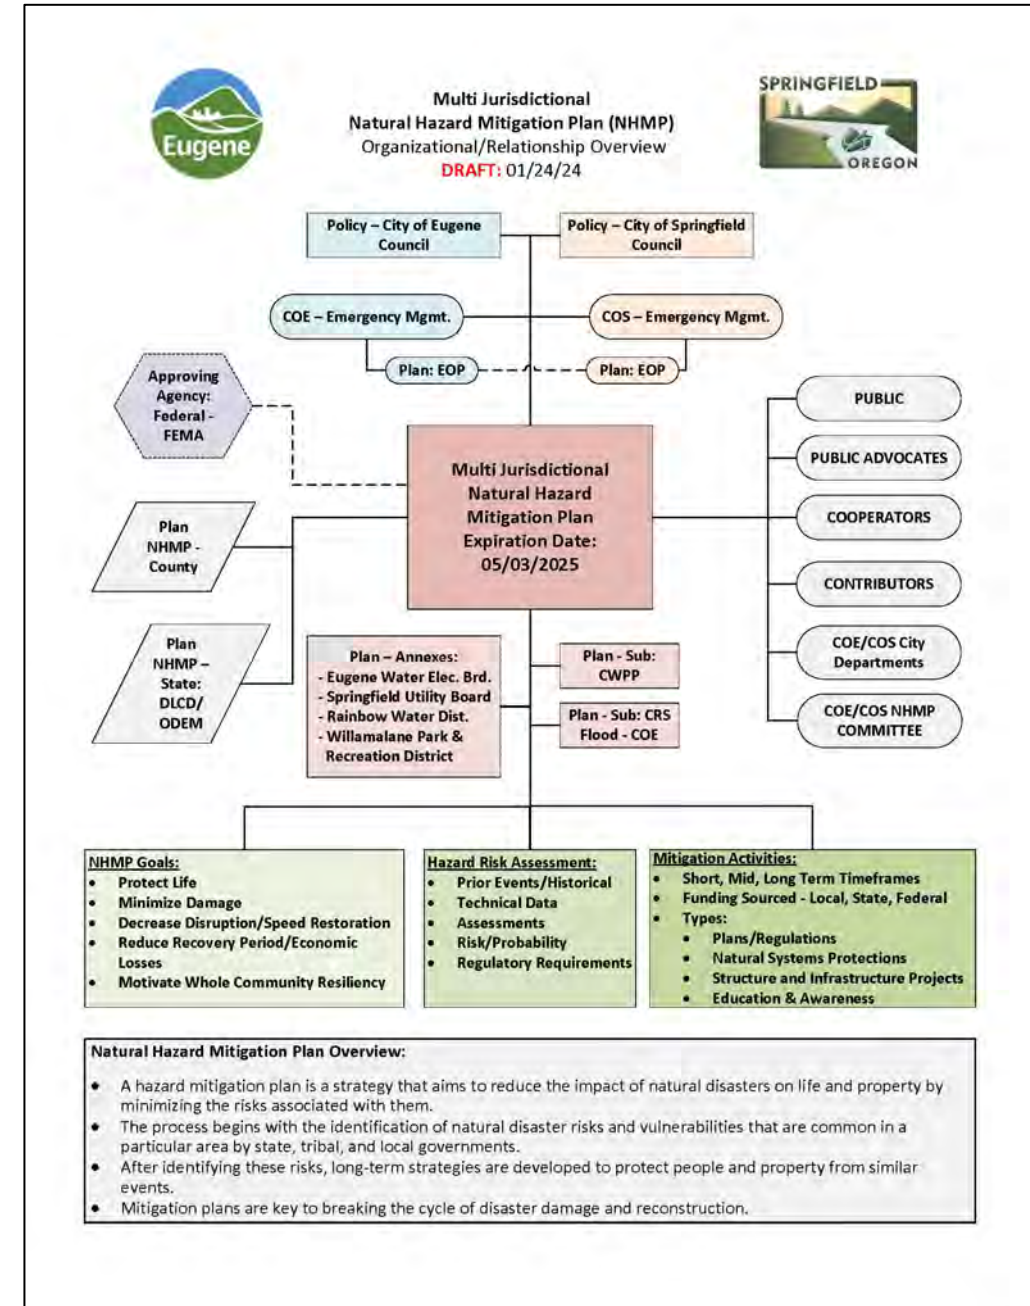 Eugene
Multi Jurisdictional
Natural Hazard Mitigation Plan (NHMP)
Organizational/Relationship Overview
DRAFT: 01/24/24
SPRINGFIELD
OREGON
Policy – City of Eugene
Council
Policy – City of Springfield
Council
COE – Emergency Mgmt.
COS – Emergency Mgmt.
Plan: EOP
Plan: EOP
Approving
Agency:
Federal -
FEMA
Plan
NHMP -
County
Plan
NHMP –
State:
DLCD/
ODEM
Multi Jurisdictional
Natural Hazard
Mitigation Plan
Expiration Date:
05/03/2025
PUBLIC
PUBLIC ADVOCATES
COOPERATORS
CONTRIBUTORS
COE/COS City
Departments
COE/COS NHMP
COMMITTEE
Plan – Annexes:
- Eugene Water Elec. Brd.
- Springfield Utility Board
- Rainbow Water Dist.
- Willamalane Park &
Recreation District
Plan - Sub:
CWPP
Plan - Sub: CRS
Flood - COE
NHMP Goals:
• Protect Life
• Minimize Damage
• Decrease Disruption/Speed Restoration
• Reduce Recovery Period/Economic
Losses
• Motivate Whole Community Resiliency
Hazard Risk Assessment:
• Prior Events/Historical
• Technical Data
• Assessments
• Risk/Probability
• Regulatory Requirements
Mitigation Activities:
• Short, Mid, Long Term Timeframes
• Funding Sourced - Local, State, Federal
• Types:
• Plans/Regulations
• Natural Systems Protections
• Structure and Infrastructure Projects
• Education & Awareness
Natural Hazard Mitigation Plan Overview:
• A hazard mitigation plan is a strategy that aims to reduce the impact of natural disasters on life and property by
minimizing the risks associated with them.
• The process begins with the identification of natural disaster risks and vulnerabilities that are common in a
particular area by state, tribal, and local governments.
• After identifying these risks, long-term strategies are developed to protect people and property from similar
events.
• Mitigation plans are key to breaking the cycle of disaster damage and reconstruction.